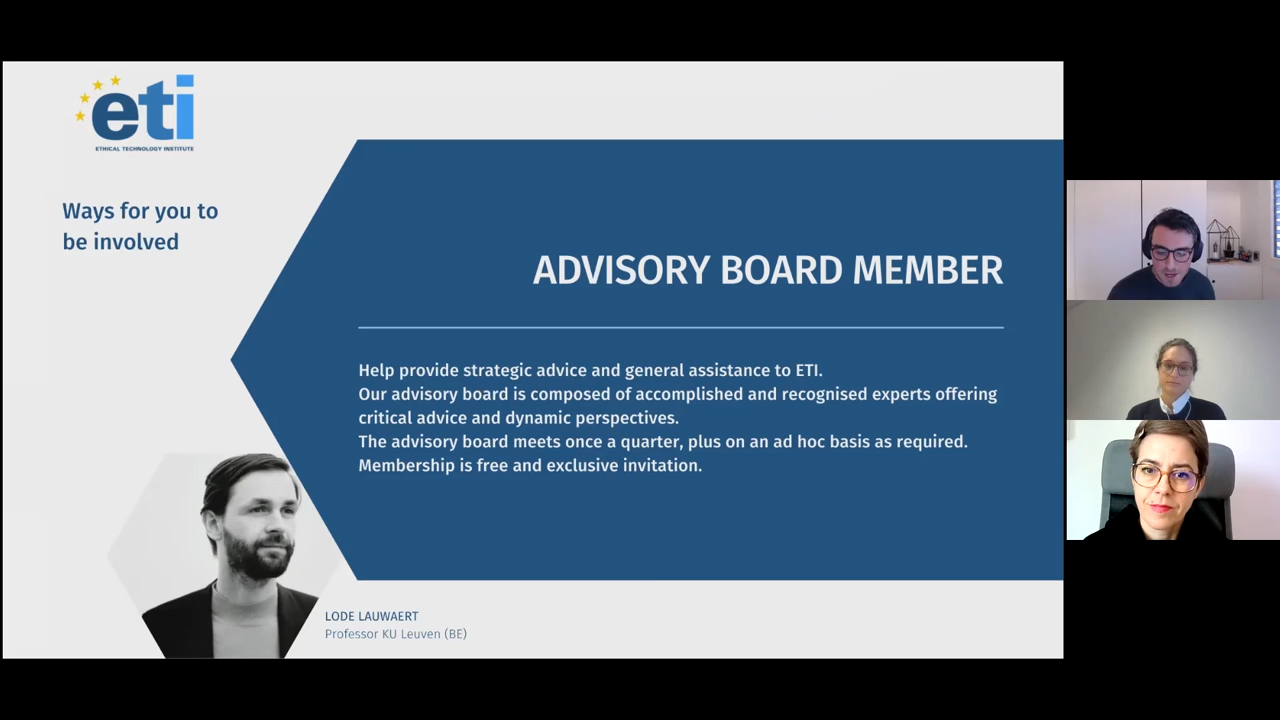 eti
ETHICAL TECHNOLOGY INSTITUTE
Ways for you to
be involved
ADVISORY BOARD MEMBER
Help provide strategic advice and general assistance to ETI.
Our advisory board is composed of accomplished and recognised experts offering
critical advice and dynamic perspectives.
The advisory board meets once a quarter, plus on an ad hoc basis as required.
Membership is free and exclusive invitation.
LODE LAUWAERT
Professor KU Leuven (BE)